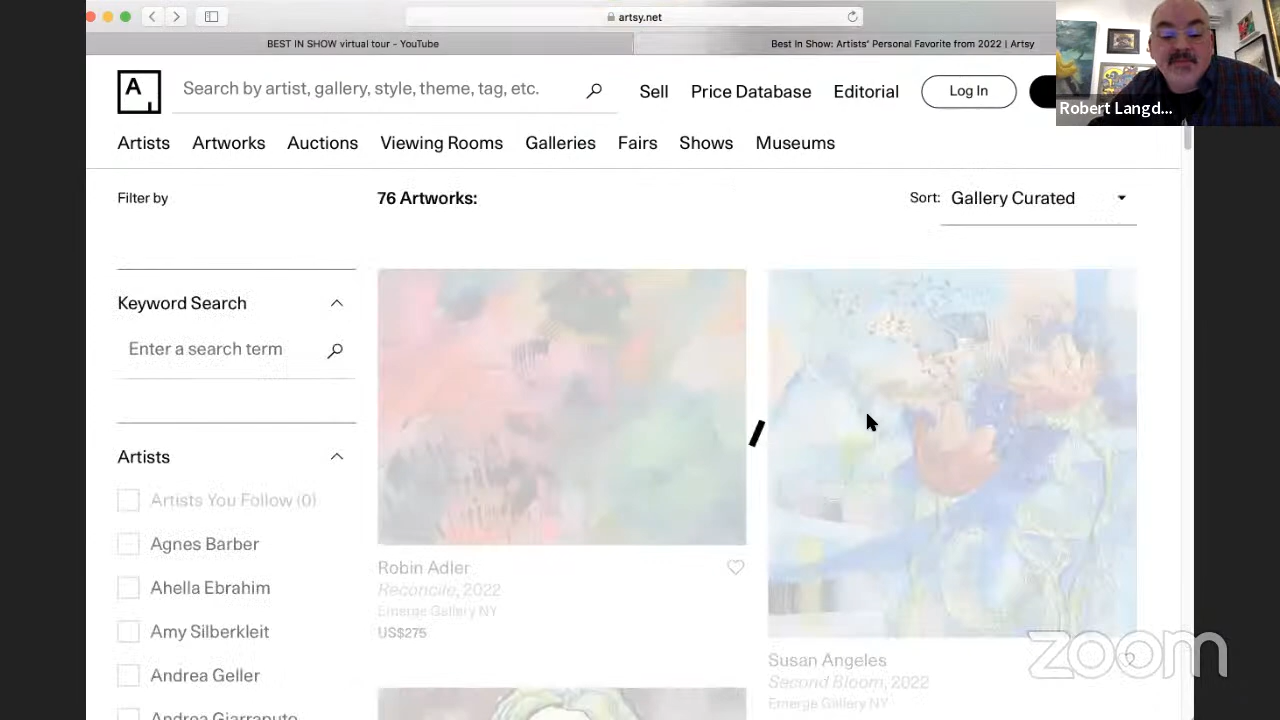 artsy.net
BEST IN SHOW virtual tour - YouTube
Best In Show: Artists' Personal Favorite from 2022 | Artsy
A
Search by artist, gallery, style, theme, tag, etc.
Sell
Price Database
Editorial
Log In
Robert Langd...
Artists
Artworks
Auctions
Viewing Rooms
Galleries
Fairs
Shows
Museums
Filter by
76 Artworks:
Sort: Gallery Curated
Keyword Search
Enter a search term
Artists
Artists You Follow (0)
Agnes Barber
Ahella Ebrahim
Amy Silberkleit
Andrea Geller
Andrea Giarraputo
Robin Adler
Reconcile, 2022
Emerge Gallery NY
US$275
Susan Angeles
Second Bloom, 2022
Emerge Gallery NY
zoom